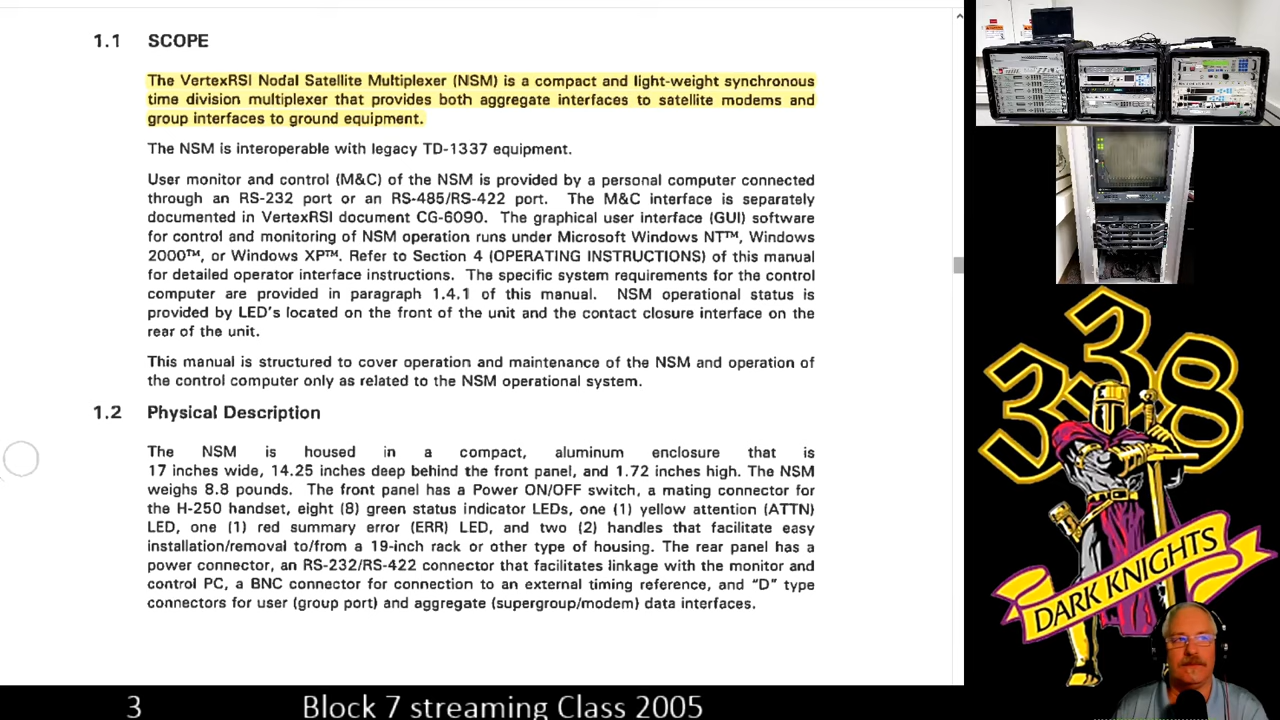 1.1 SCOPE
The VertexRSI Nodal Satellite Multiplexer (NSM) is a compact and light-weight synchronous
time division multiplexer that provides both aggregate interfaces to satellite modems and
group interfaces to ground equipment.
The NSM is interoperable with legacy TD-1337 equipment.
User monitor and control (M&C) of the NSM is provided by a personal computer connected
through an RS-232 port or an RS-485/RS-422 port. The M&C interface is separately
documented in VertexRSI document CG-6090. The graphical user interface (GUI) software
for control and monitoring of NSM operation runs under Microsoft Windows NT™, Windows
2000™, or Windows XP™. Refer to Section 4 (OPERATING INSTRUCTIONS) of this manual
for detailed operator interface instructions. The specific system requirements for the control
computer are provided in paragraph 1.4.1 of this manual. NSM operational status is
provided by LED's located on the front of the unit and the contact closure interface on the
rear of the unit.
This manual is structured to cover operation and maintenance of the NSM and operation of
the control computer only as related to the NSM operational system.
1.2 Physical Description
The NSM is housed in a compact, aluminum enclosure that is
17 inches wide, 14.25 inches deep behind the front panel, and 1.72 inches high. The NSM
weighs 8.8 pounds. The front panel has a Power ON/OFF switch, a mating connector for
the H-250 handset, eight (8) green status indicator LEDs, one (1) yellow attention (ATTN)
LED, one (1) red summary error (ERR) LED, and two (2) handles that facilitate easy
installation/removal to/from a 19-inch rack or other type of housing. The rear panel has a
power connector, an RS-232/RS-422 connector that facilitates linkage with the monitor and
control PC, a BNC connector for connection to an external timing reference, and “D” type
connectors for user (group port) and aggregate (supergroup/modem) data interfaces.
338
DARK KNIGHTS
3 Block 7 streaming Class 2005